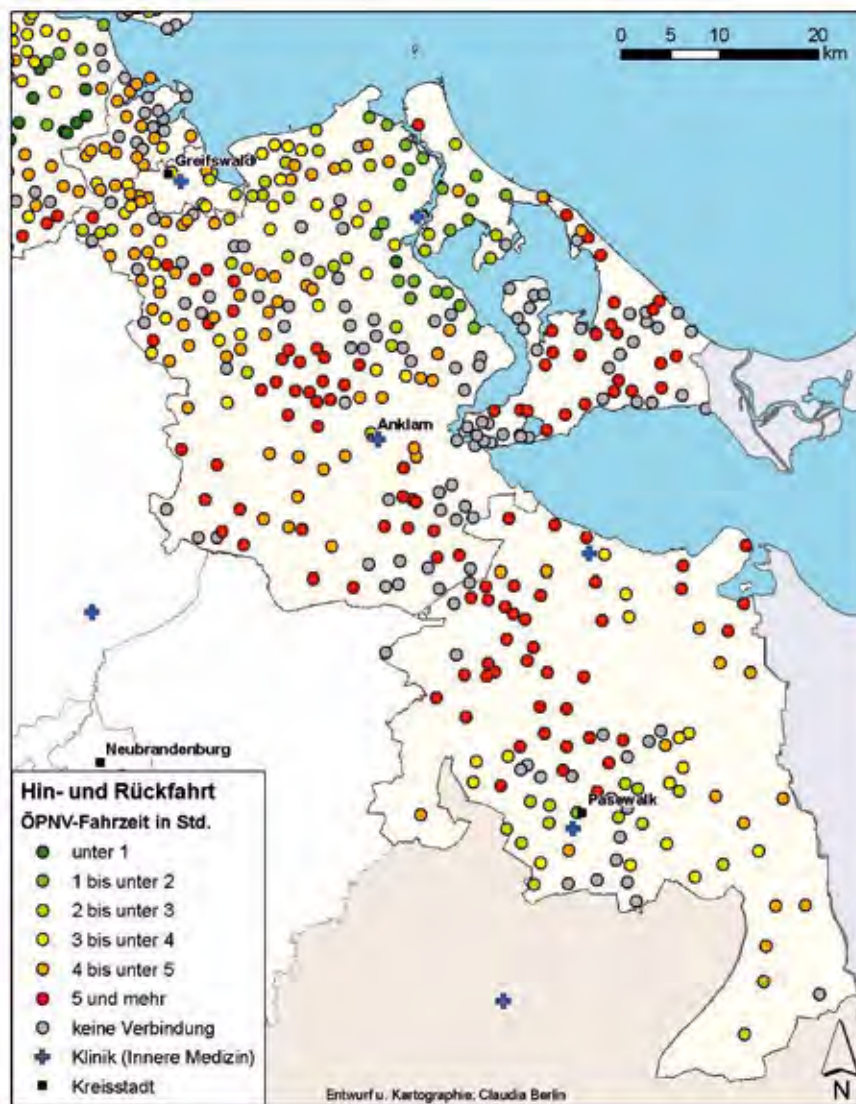 0 5 10 20
km
Greifswald
Anklam
Neubrandenburg
Pasewalk
Hin- und Rückfahrt
ÖPNV-Fahrzeit in Std.
unter 1
1 bis unter 2
2 bis unter 3
3 bis unter 4
4 bis unter 5
5 und mehr
keine Verbindung
Klinik (Innere Medizin)
Kreisstadt
Entwurf u. Kartographie: Claudia Berlin
N